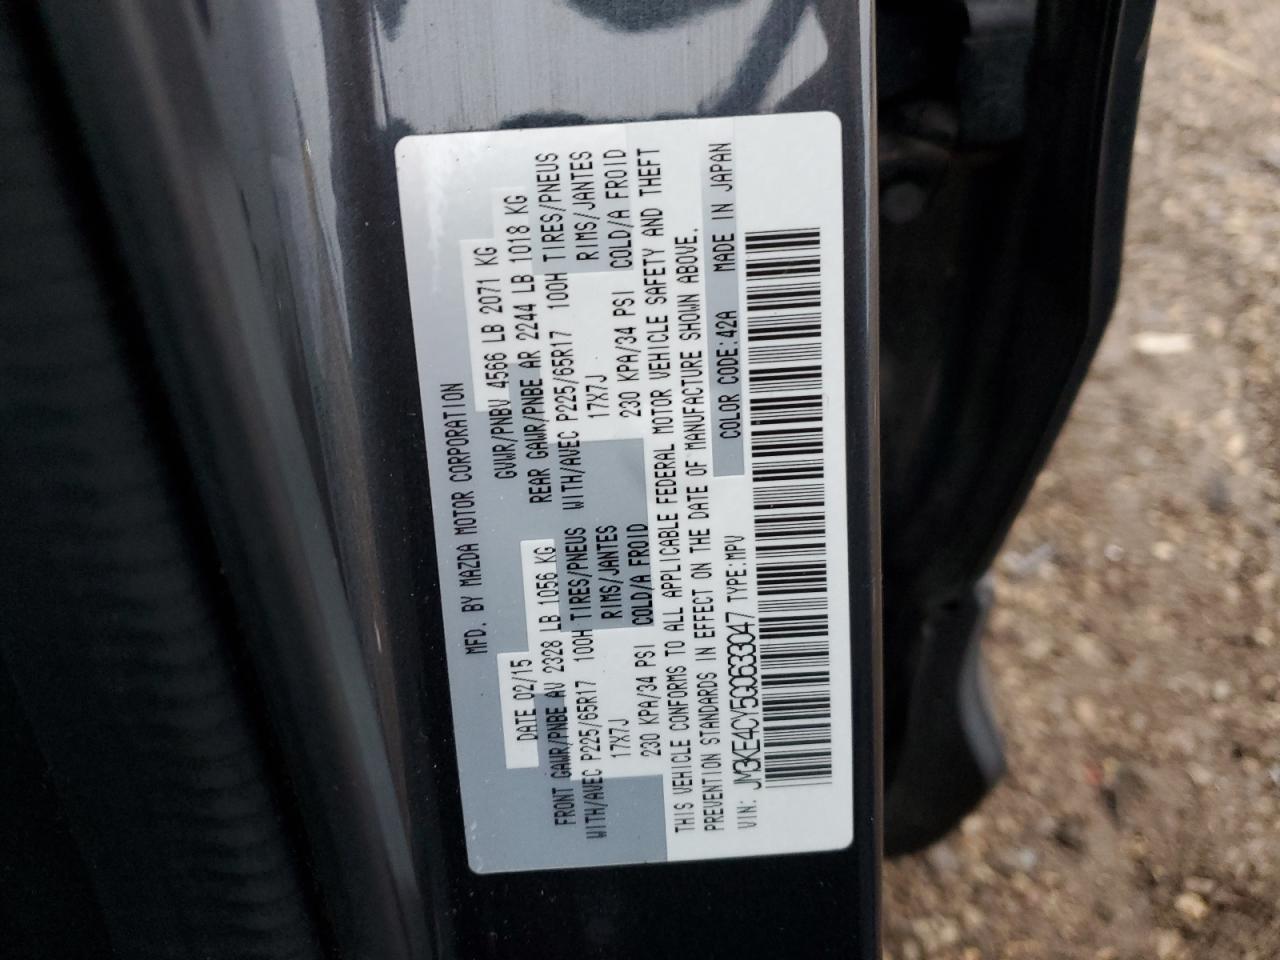 MFD. BY MAZDA MOTOR CORPORATION
DATE 02/15 GVWR/PNBV 4566 LB 2071 KG
FRONT GAWR/PNBE AV 2328 LB 1056 KG REAR GAWR/PNBE AR 2244 LB 1018 KG
WITH/AVEC P225/65R17 100H TIRES/PNEUS WITH/AVEC P225/65R17 100H TIRES/PNEUS
17X7J RIMS/JANTES 17X7J RIMS/JANTES
230 KPA/34 PSI COLD/A FROID 230 KPA/34 PSI COLD/A FROID
THIS VEHICLE CONFORMS TO ALL APPLICABLE FEDERAL MOTOR VEHICLE SAFETY AND THEFT
PREVENTION STANDARDS IN EFFECT ON THE DATE OF MANUFACTURE SHOWN ABOVE.
VIN: JM3KE4CY5G0633047 TYPE:MPV COLOR CODE:42A MADE IN JAPAN